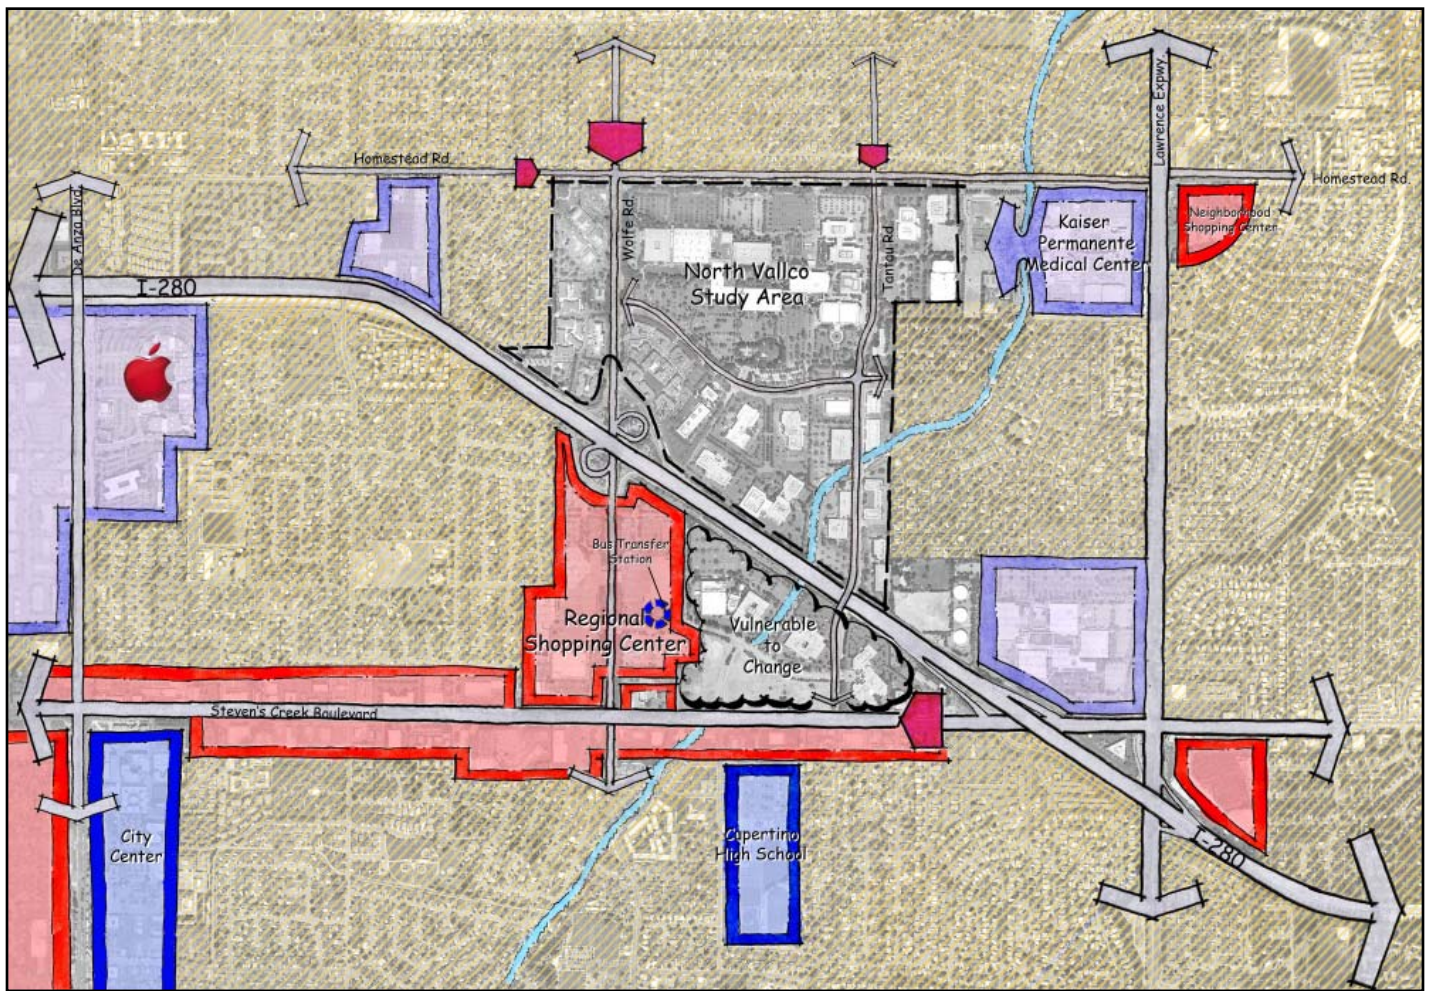 Lawrence Expwy.
Homestead Rd.
Homestead Rd.
De Anza Blvd.
Wolfe Rd.
Tantau Rd.
Kaiser
Permanente
Medical Center
Neighborhood
Shopping Center
North Vallco
Study Area
I-280
Bus Transfer
Station
Regional
Shopping Center
Vulnerable
to
Change
Steven's Creek Boulevard
City
Center
Cupertino
High School
I-280